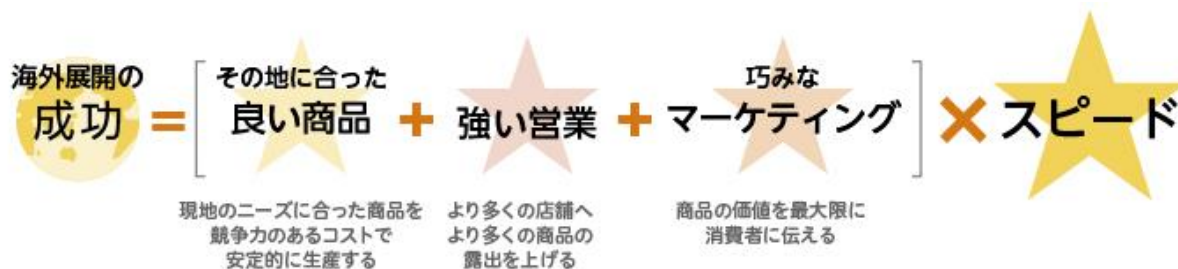 海外展開の
成功
=
[
その地に合った
良い商品
+
強い営業
+
巧みな
マーケティング
]
×
スピード
現地のニーズに合った商品を
競争力のあるコストで
安定的に生産する
より多くの店舗へ
より多くの商品の
露出を上げる
商品の価値を最大限に
消費者に伝える